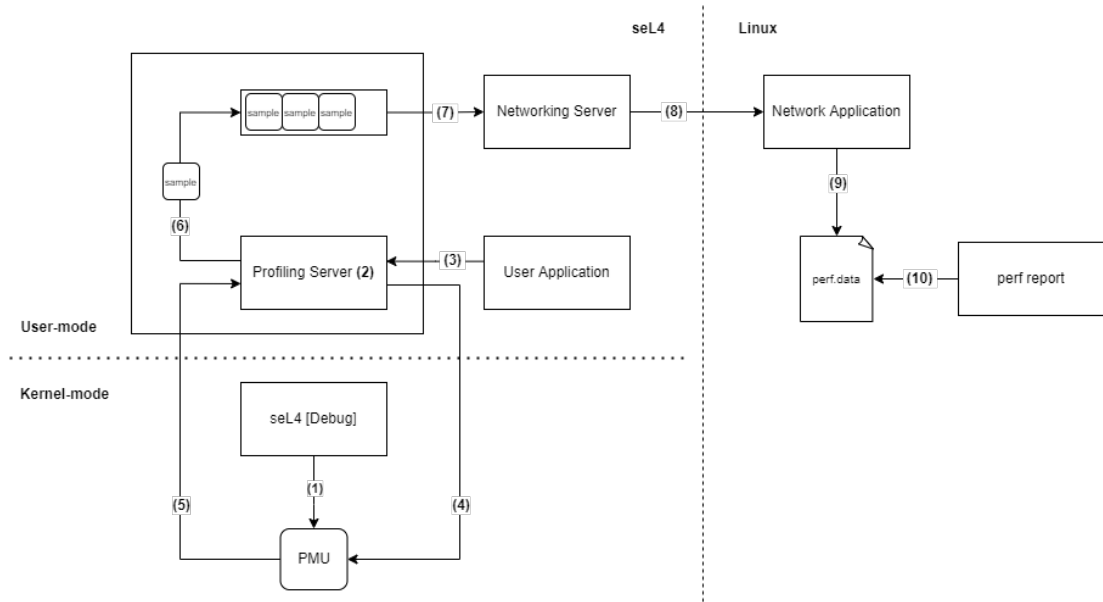 seL4
Linux
sample
sample
sample
(7)
Networking Server
(8)
Network Application
sample
(9)
(6)
Profiling Server (2)
(3)
User Application
perf.data
(10)
perf report
User-mode
Kernel-mode
seL4 [Debug]
(1)
(5)
(4)
PMU